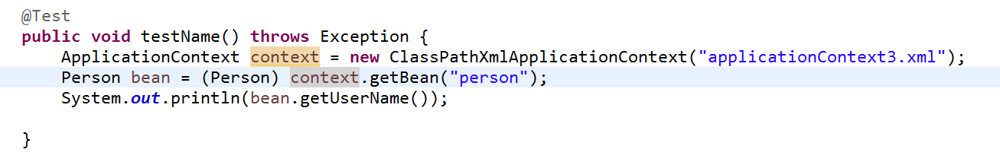 @Test
public void testName() throws Exception {
    ApplicationContext context = new ClassPathXmlApplicationContext("applicationContext3.xml");
    Person bean = (Person) context.getBean("person");
    System.out.println(bean.getUserName());
}